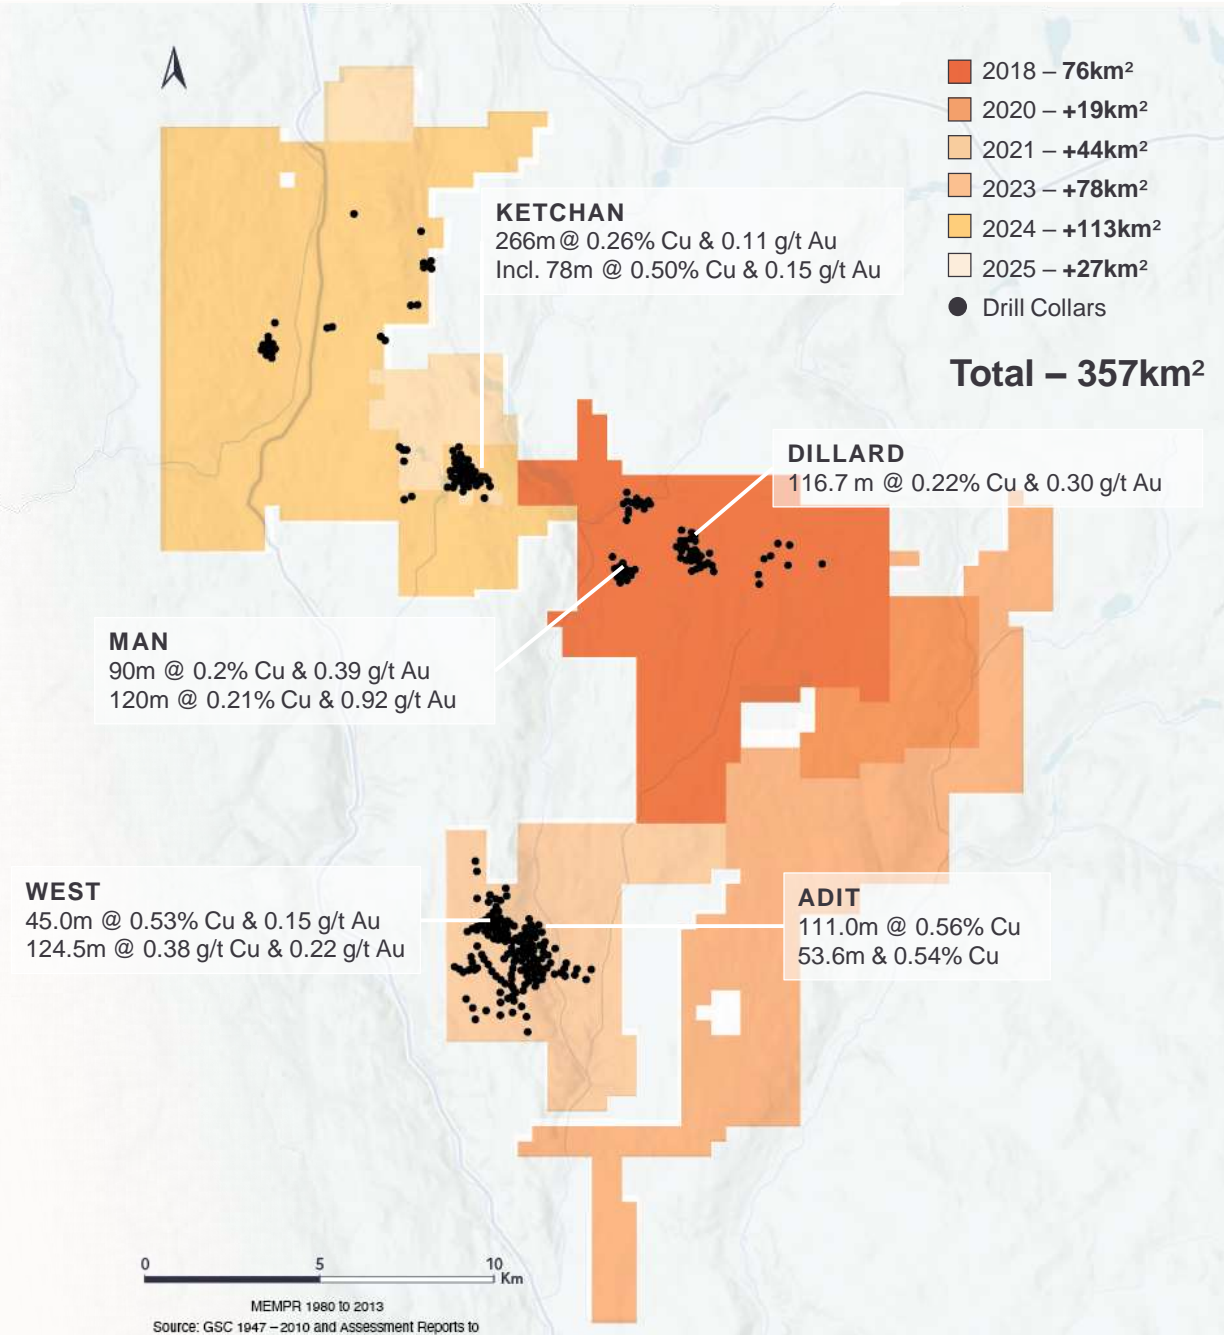 2018 – 76km²
2020 – +19km²
2021 – +44km²
2023 – +78km²
2024 – +113km²
2025 – +27km²
Drill Collars
Total – 357km²
KETCHAN
266m @ 0.26% Cu & 0.11 g/t Au
Incl. 78m @ 0.50% Cu & 0.15 g/t Au
DILLARD
116.7 m @ 0.22% Cu & 0.30 g/t Au
MAN
90m @ 0.2% Cu & 0.39 g/t Au
120m @ 0.21% Cu & 0.92 g/t Au
WEST
45.0m @ 0.53% Cu & 0.15 g/t Au
124.5m @ 0.38 g/t Cu & 0.22 g/t Au
ADIT
111.0m @ 0.56% Cu
53.6m & 0.54% Cu
0 5 10
Km
MEMPR 1980 to 2013
Source: GSC 1947 – 2010 and Assessment Reports to